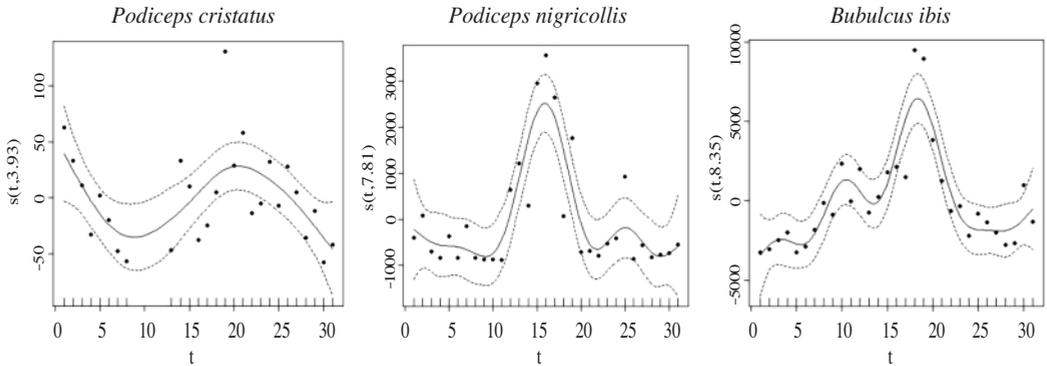 Podiceps cristatus
Podiceps nigricollis
Bubulcus ibis
s(t,3.93)
100
50
0
-50
0 5 10 15 20 25 30
t
s(t,7.81)
3000
2000
1000
0
-1000
0 5 10 15 20 25 30
t
s(t,8.35)
10000
5000
0
-5000
0 5 10 15 20 25 30
t